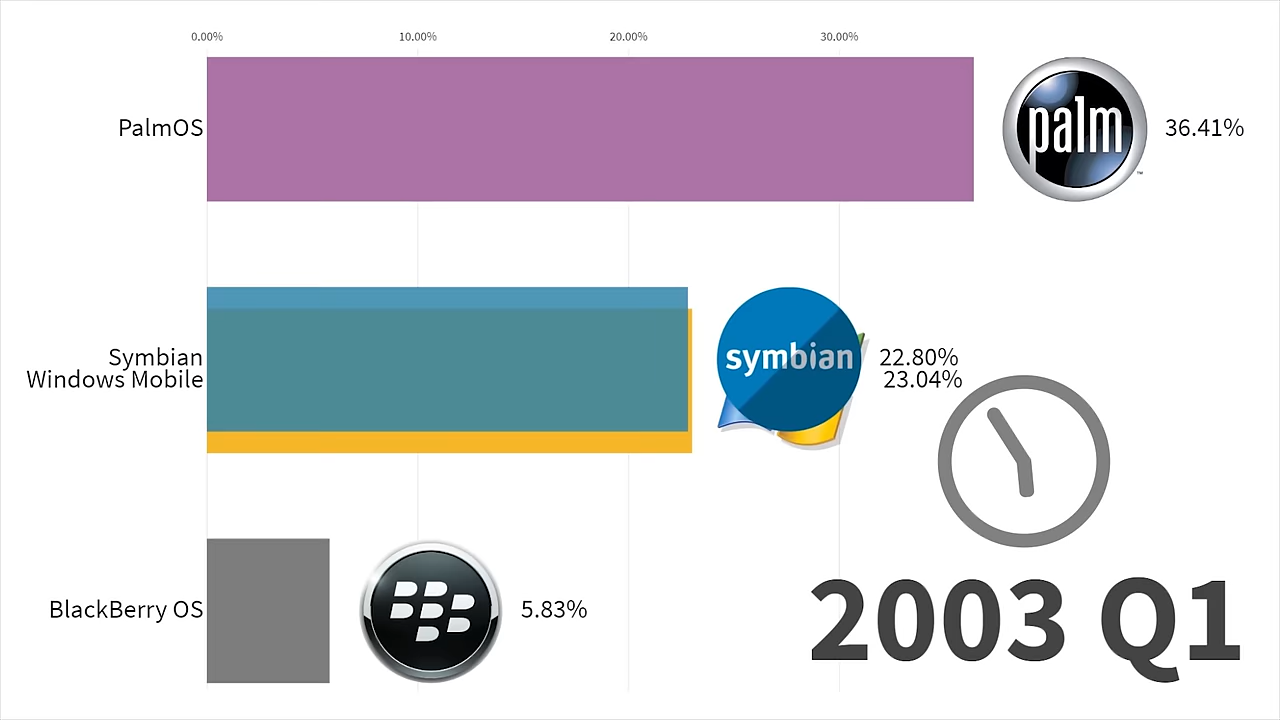 0.00% 10.00% 20.00% 30.00%
PalmOS palm ™ 36.41%
Symbian symbian 22.80%
Windows Mobile 23.04%
BlackBerry OS 5.83%
2003 Q1